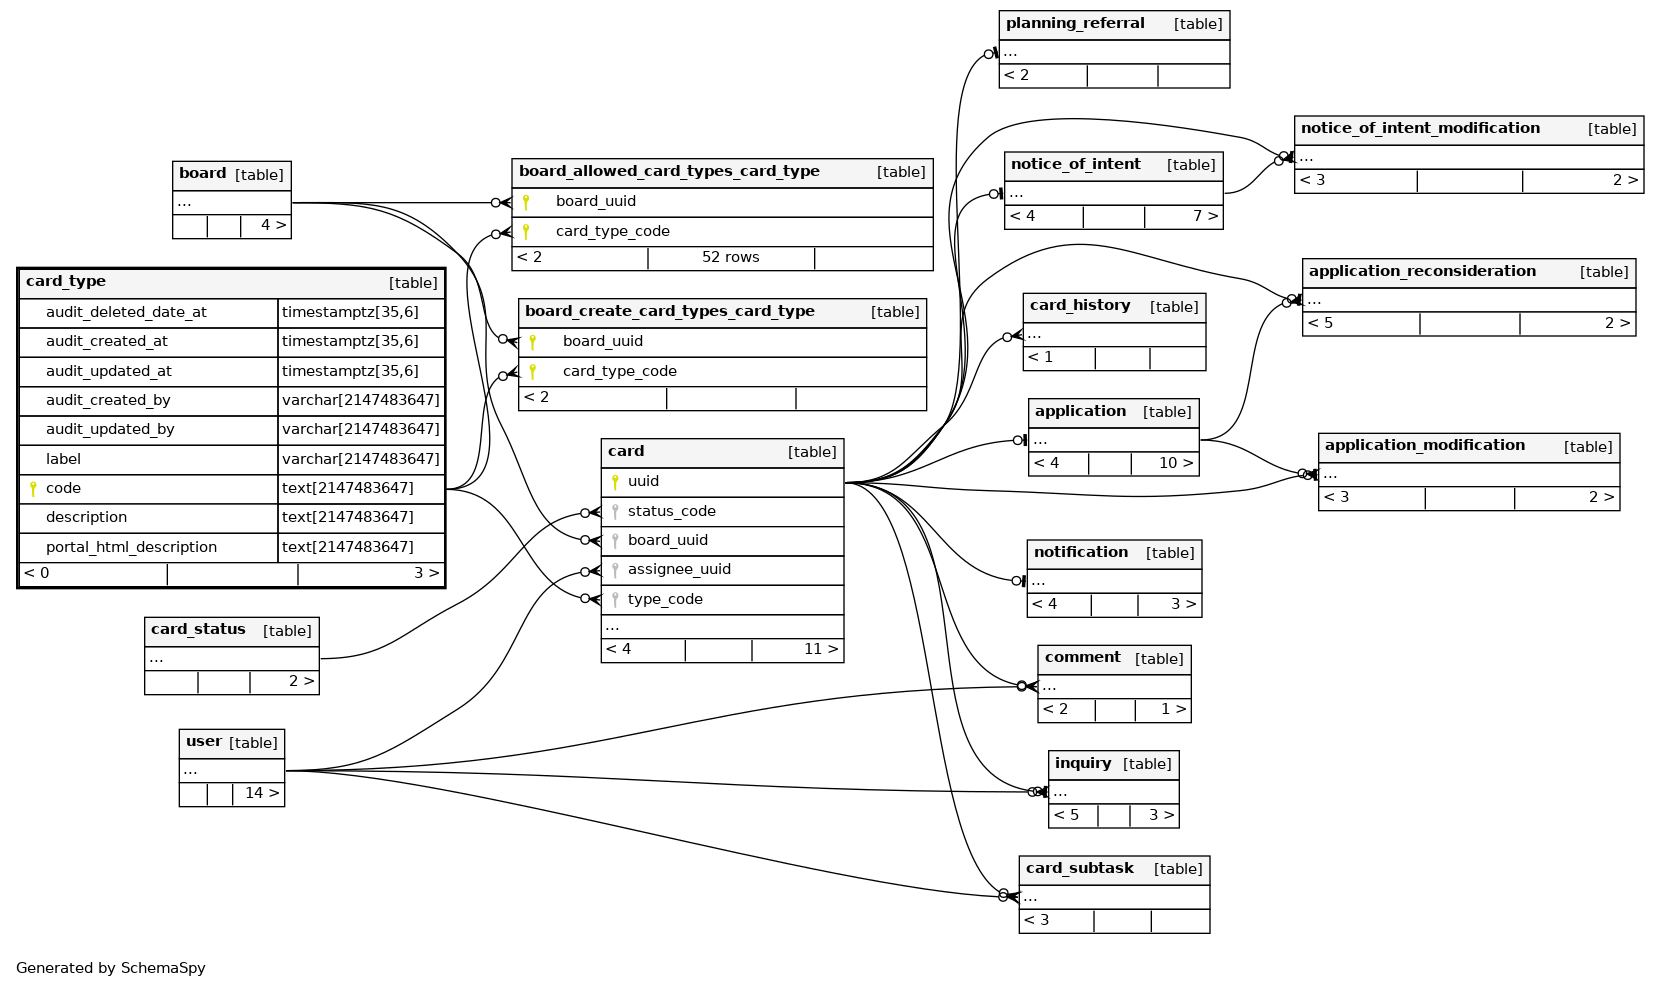 planning_referral [table]
...
< 2
notice_of_intent_modification [table]
...
< 3 2 >
notice_of_intent [table]
...
< 4 7 >
board [table]
...
4 >
board_allowed_card_types_card_type [table]
board_uuid
card_type_code
< 2 52 rows
application_reconsideration [table]
...
< 5 2 >
card_type [table]
audit_deleted_date_at timestamptz[35,6]
audit_created_at timestamptz[35,6]
audit_updated_at timestamptz[35,6]
audit_created_by varchar[2147483647]
audit_updated_by varchar[2147483647]
label varchar[2147483647]
code text[2147483647]
description text[2147483647]
portal_html_description text[2147483647]
< 0 3 >
board_create_card_types_card_type [table]
board_uuid
card_type_code
< 2
card_history [table]
...
< 1
application [table]
...
< 4 10 >
application_modification [table]
...
< 3 2 >
card [table]
uuid
status_code
board_uuid
assignee_uuid
type_code
...
< 4 11 >
notification [table]
...
< 4 3 >
card_status [table]
...
2 >
comment [table]
...
< 2 1 >
user [table]
...
14 >
inquiry [table]
...
< 5 3 >
card_subtask [table]
...
< 3
Generated by SchemaSpy